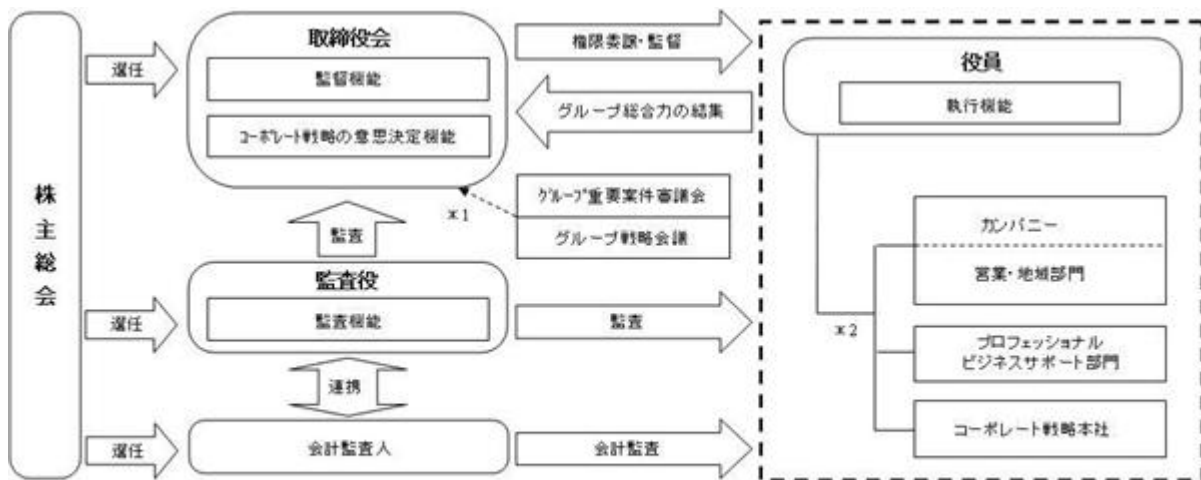 株主総会
選任
取締役会
監督機能
コーポレート戦略の意思決定機能
権限委譲・監督
グループ総合力の結集
役員
執行機能
※1
グループ重要案件審議会
グループ戦略会議
監査
カンパニー
営業・地域部門
選任
監査役
監査機能
監査
※2
プロフェッショナル
ビジネスサポート部門
連携
コーポレート戦略本社
選任
会計監査人
会計監査